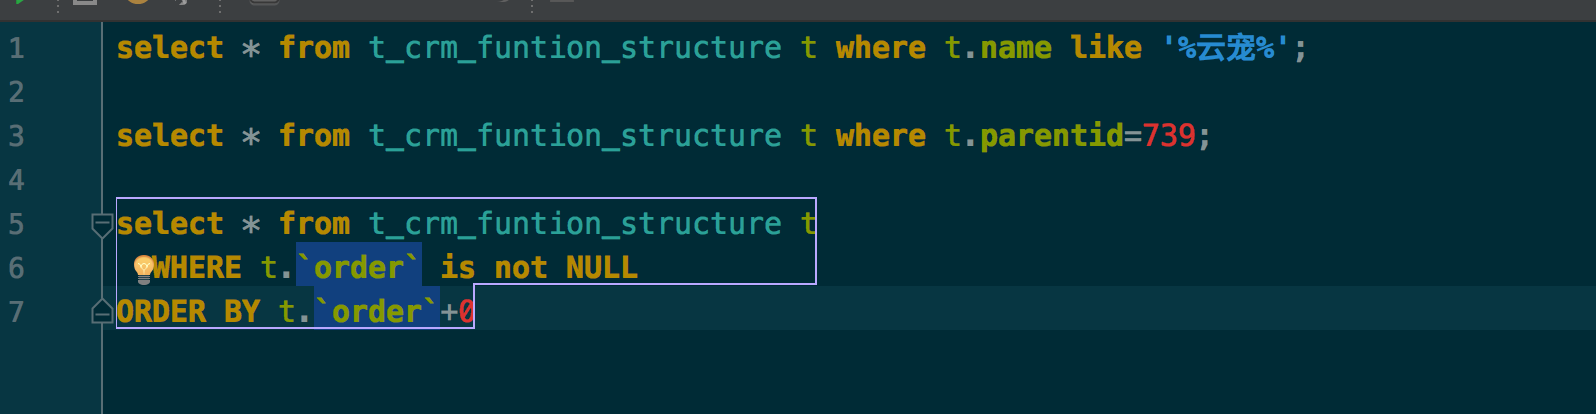 1 select * from t_crm_funtion_structure t where t.name like '%云宠%';
2
3 select * from t_crm_funtion_structure t where t.parentid=739;
4
5 select * from t_crm_funtion_structure t
6 WHERE t.`order` is not NULL
7 ORDER BY t.`order`+0